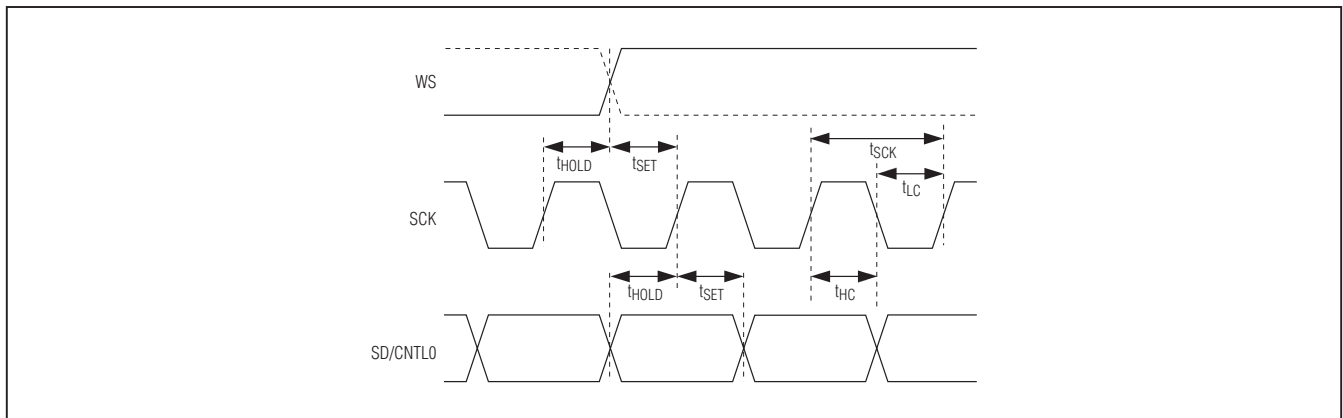 WS
tHOLD
tSET
tSCK
tLC
SCK
tHOLD
tSET
tHC
SD/CNTL0